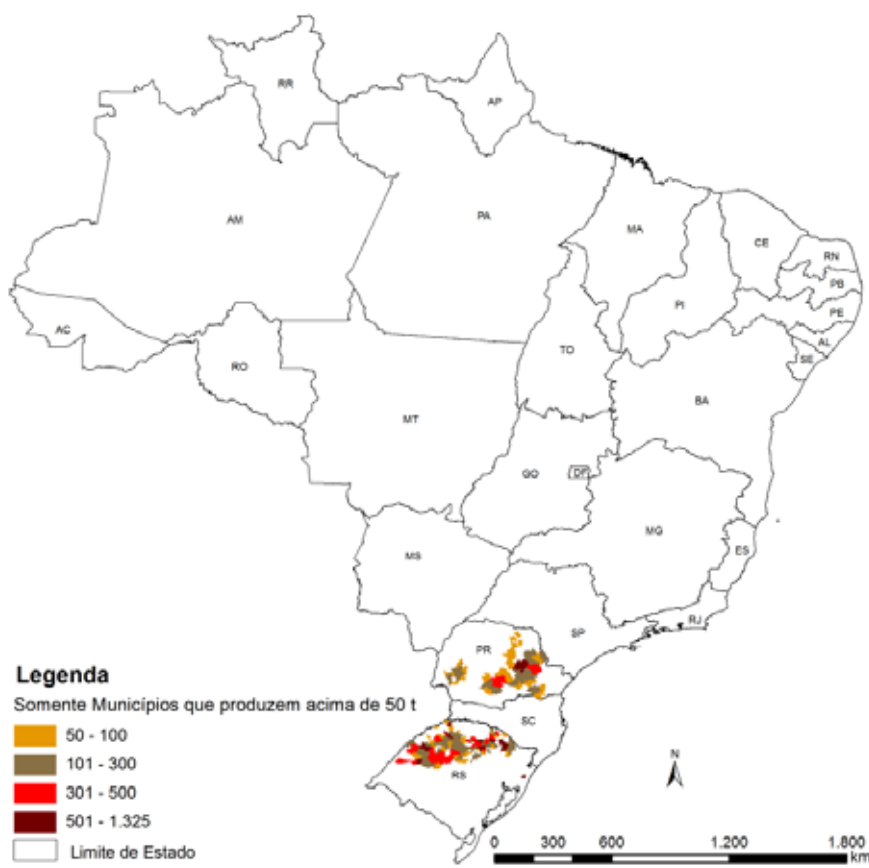 RR
AP
AM
PA
MA
CE
RN
PB
PE
AL
SE
PI
AC
RO
TO
BA
MT
GO
DF
MG
ES
MS
SP
RJ
PR
SC
RS
Legenda
Somente Municípios que produzem acima de 50 t
50 - 100
101 - 300
301 - 500
501 - 1.325
Limite de Estado
N
0 300 600 1.200 1.800
km